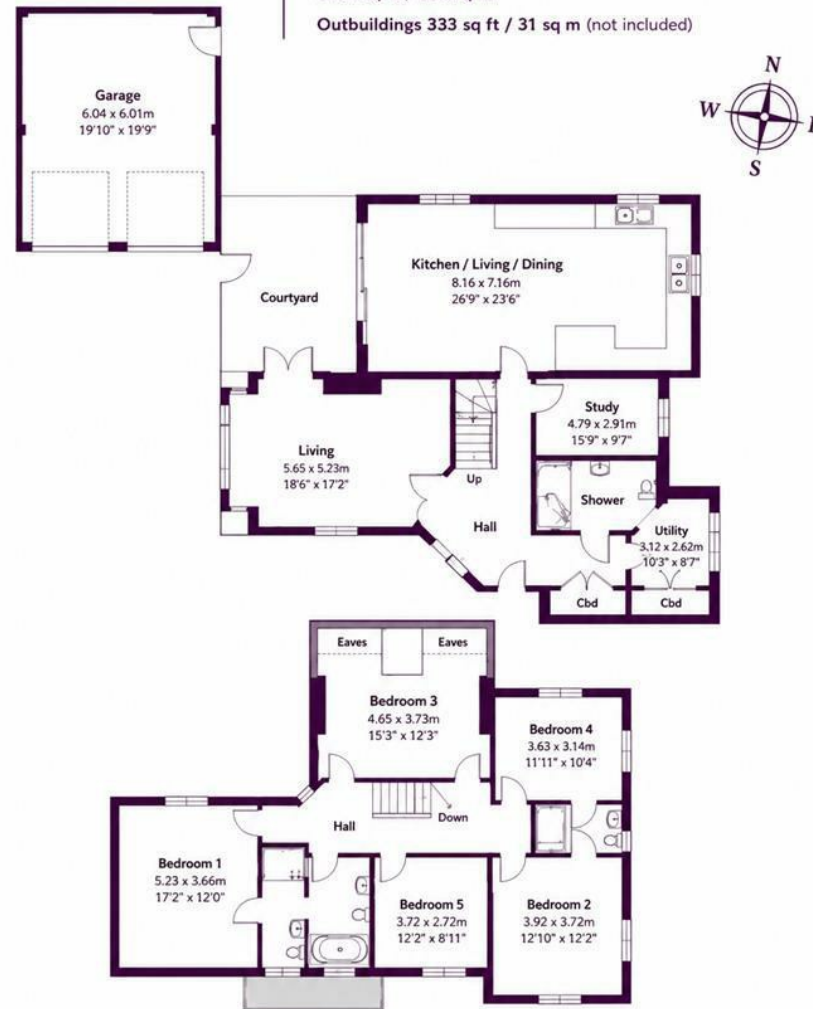 Outbuildings 333 sq ft / 31 sq m (not included)
N
W
S
Garage
6.04 x 6.01m
19'10" x 19'9"
Kitchen / Living / Dining
8.16 x 7.16m
26'9" x 23'6"
Courtyard
Study
4.79 x 2.91m
15'9" x 9'7"
Living
5.65 x 5.23m
18'6" x 17'2"
Up
Shower
Hall
Utility
3.12 x 2.62m
10'3" x 8'7"
Cbd
Cbd
Eaves
Eaves
Bedroom 3
4.65 x 3.73m
15'3" x 12'3"
Bedroom 4
3.63 x 3.14m
11'11" x 10'4"
Down
Hall
Bedroom 1
5.23 x 3.66m
17'2" x 12'0"
Bedroom 5
3.72 x 2.72m
12'2" x 8'11"
Bedroom 2
3.92 x 3.72m
12'10" x 12'2"